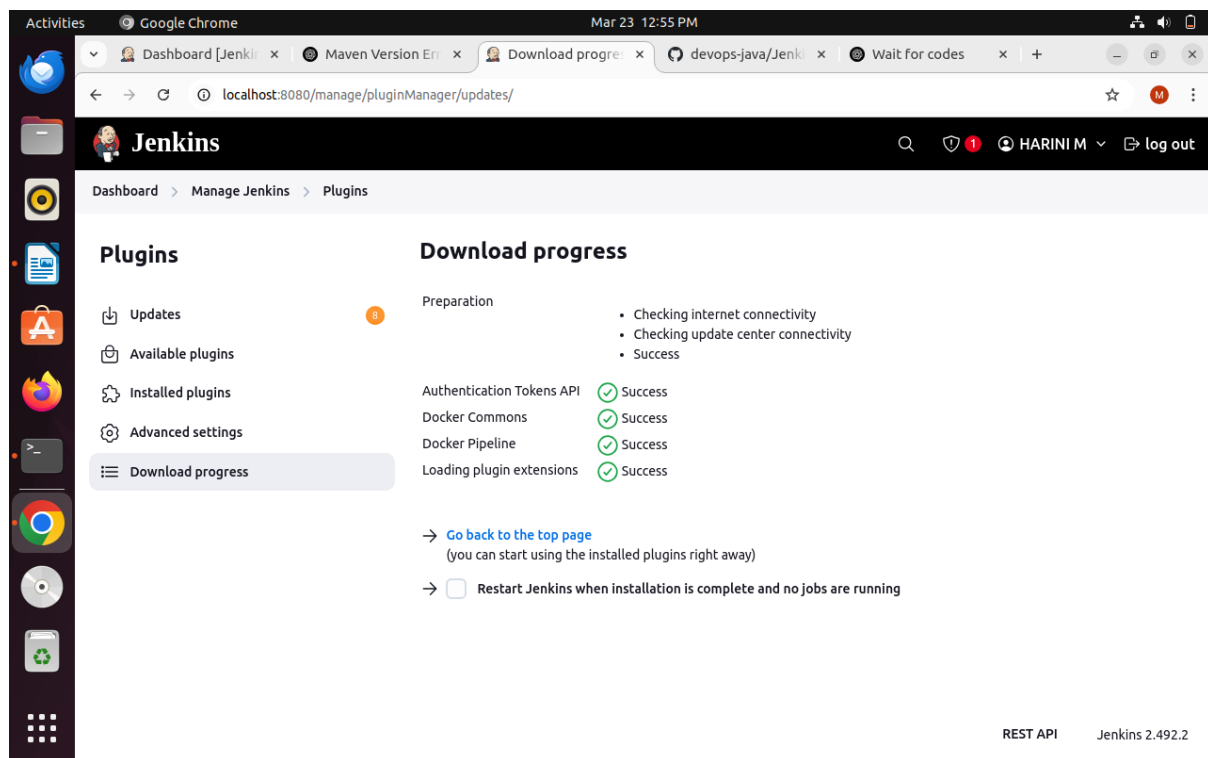 Activities Google Chrome Mar 23 12:55 PM
Dashboard [Jenki Maven Version Err Download progres devops-java/Jenki Wait for codes
localhost:8080/manage/pluginManager/updates/ M
Jenkins 1 HARINI M log out
Dashboard > Manage Jenkins > Plugins
Plugins
Updates 8
Available plugins
Installed plugins
Advanced settings
Download progress
Download progress
Preparation
• Checking internet connectivity
• Checking update center connectivity
• Success
Authentication Tokens API Success
Docker Commons Success
Docker Pipeline Success
Loading plugin extensions Success
→ Go back to the top page
(you can start using the installed plugins right away)
→ Restart Jenkins when installation is complete and no jobs are running
REST API Jenkins 2.492.2